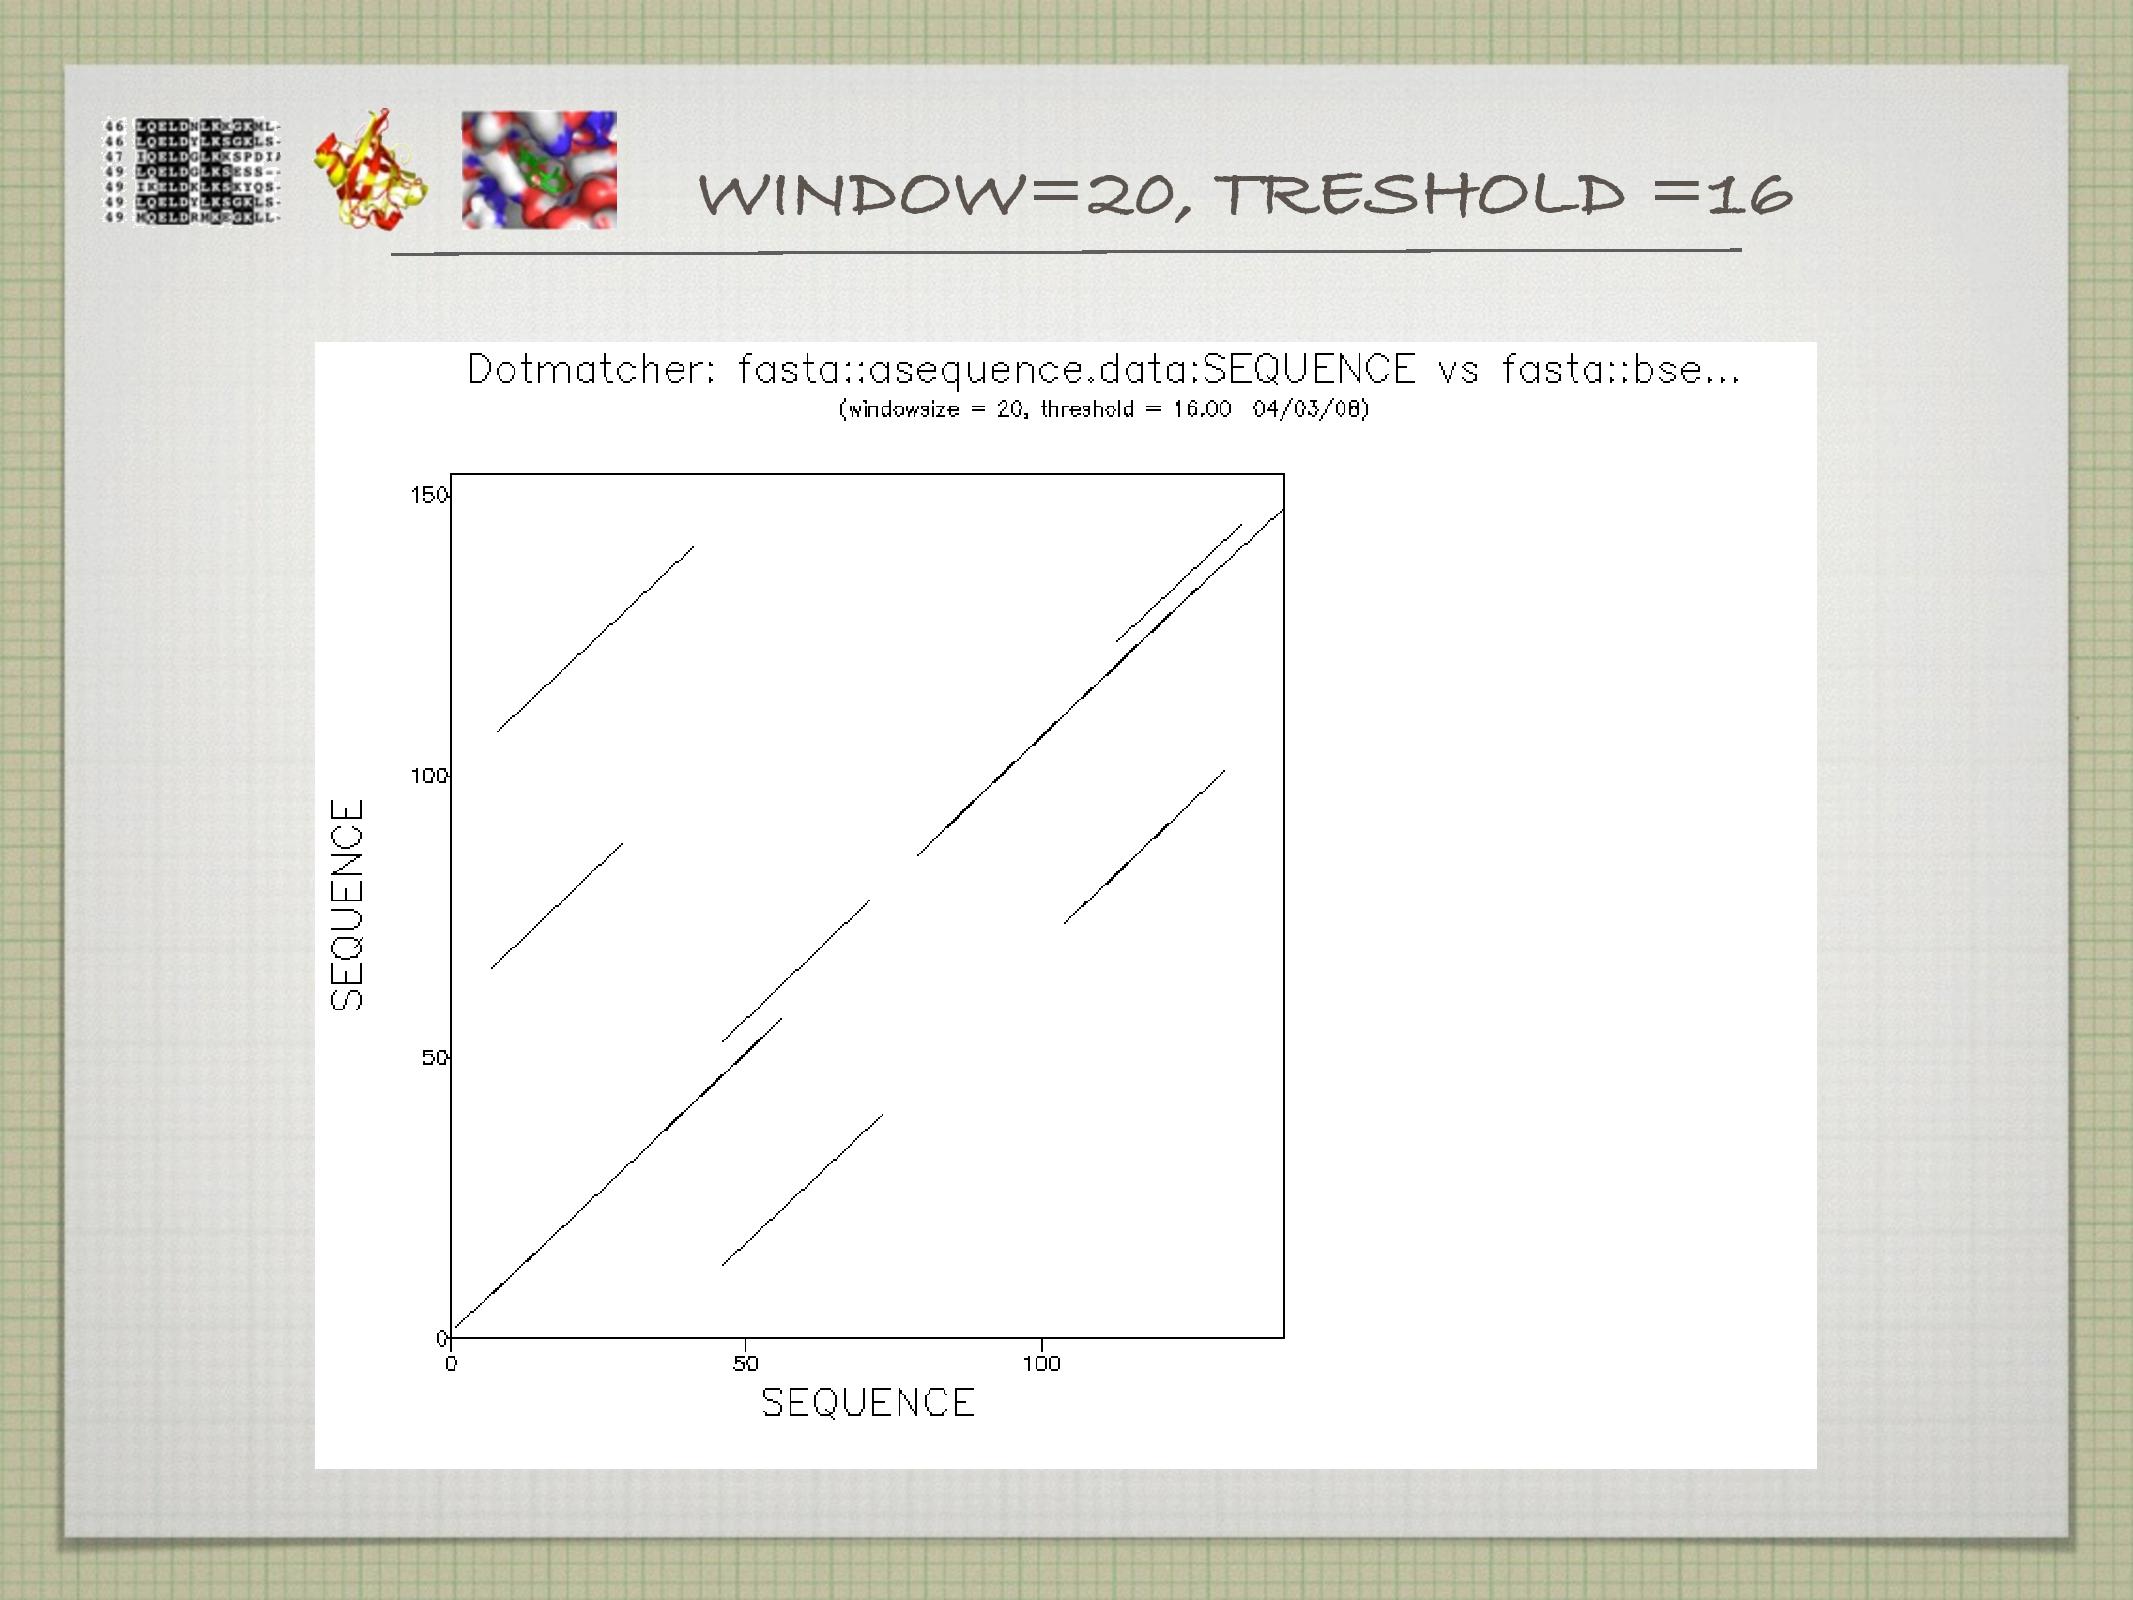 46 LQELDNLKKGKML-
46 LQELDYLKSGKLS-
47 IQELDGLKKSPDI
49 LQELDGLKSESS--
49 IKELDKLKSKYQS-
49 LQELDYLKSGKLS-
49 MQELDRMKEGKLL-
WINDOW=20, TRESHOLD =16
Dotmatcher: fasta::asequence.data:SEQUENCE vs fasta::bse...
(windowsize = 20, threshold = 16.00 04/03/08)
150
100
50
0
SEQUENCE
0 50 100
SEQUENCE